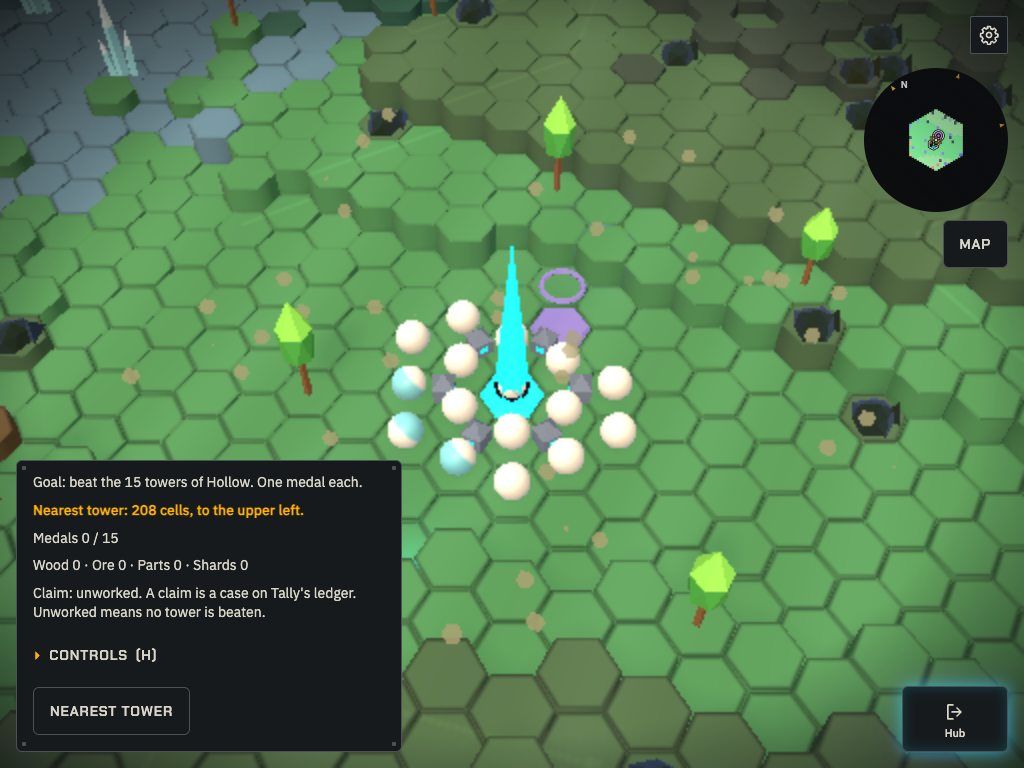 N
MAP
Goal: beat the 15 towers of Hollow. One medal each.
Nearest tower: 208 cells, to the upper left.
Medals 0 / 15
Wood 0 · Ore 0 · Parts 0 · Shards 0
Claim: unworked. A claim is a case on Tally's ledger.
Unworked means no tower is beaten.
CONTROLS (H)
NEAREST TOWER
Hub